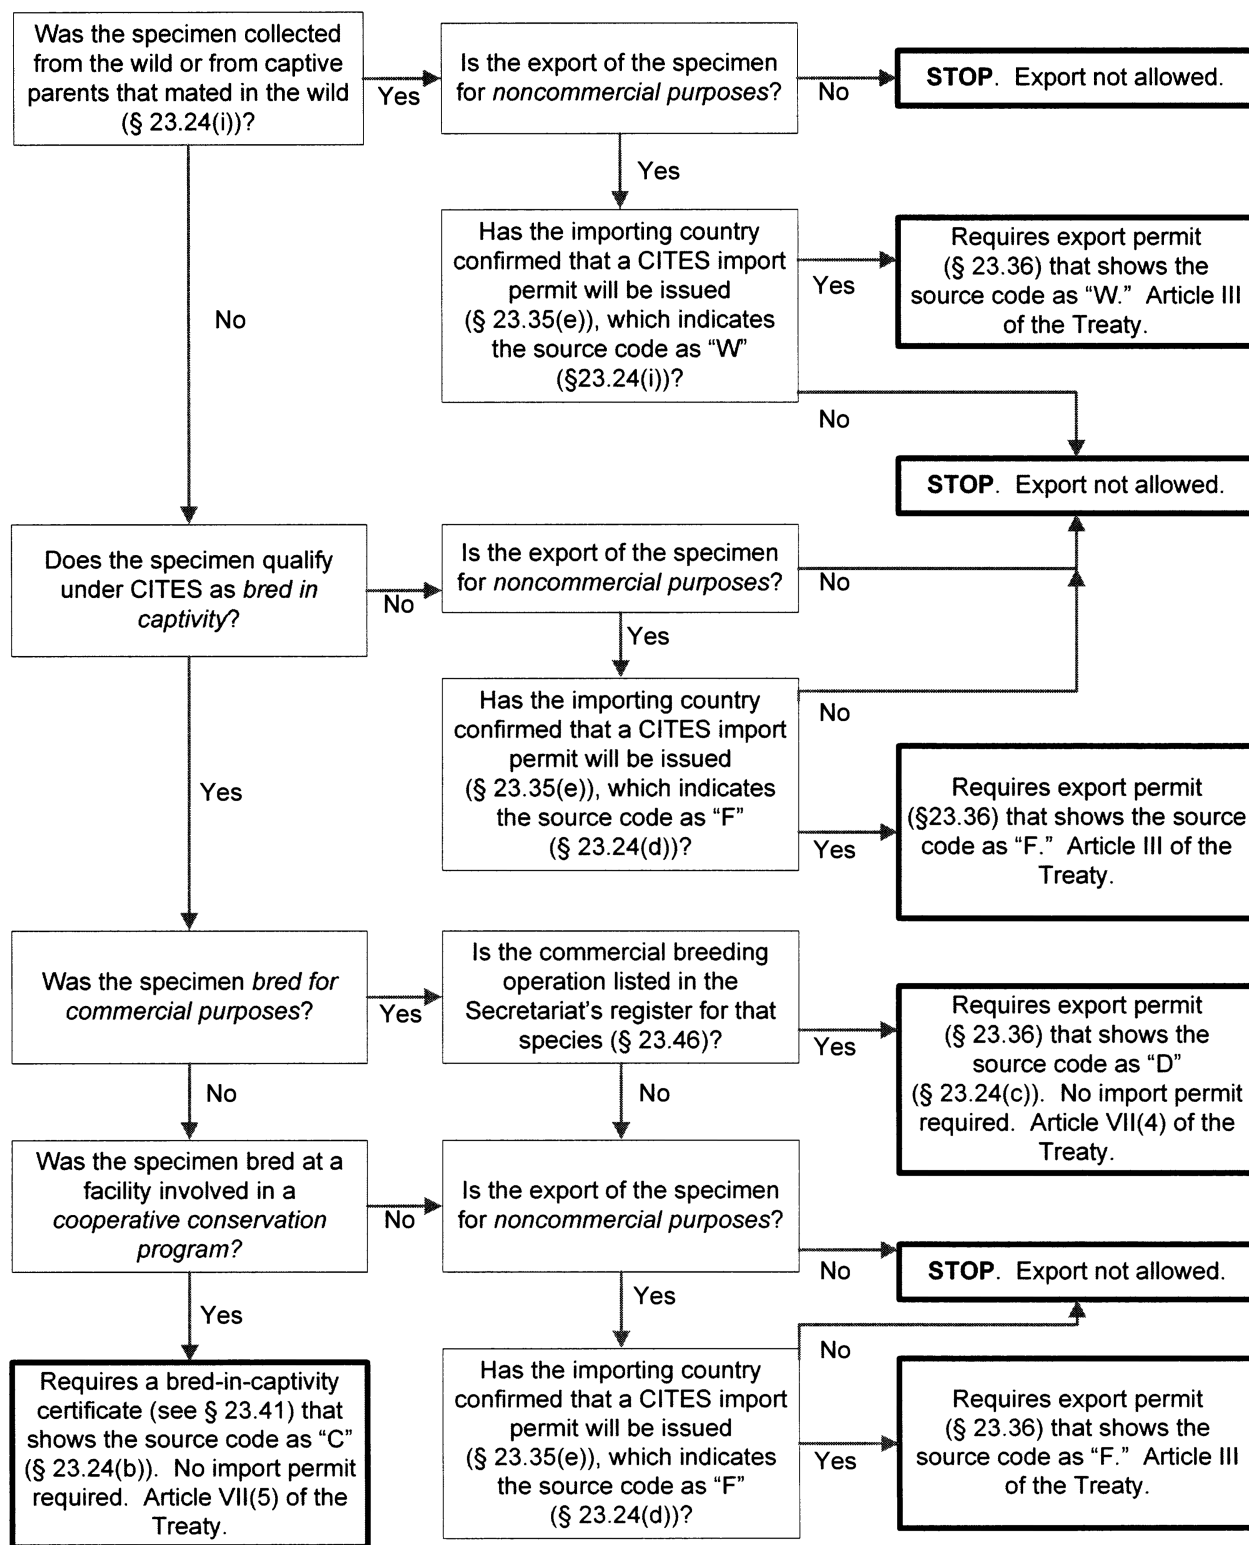 Was the specimen collected
from the wild or from captive
parents that mated in the wild
(§ 23.24(i))?
Yes
Is the export of the specimen
for noncommercial purposes?
No
STOP. Export not allowed.
Yes
No
Has the importing country
confirmed that a CITES import
permit will be issued
(§ 23.35(e)), which indicates
the source code as “W”
(§23.24(i))?
Yes
Requires export permit
(§ 23.36) that shows the
source code as “W.” Article III
of the Treaty.
No
STOP. Export not allowed.
Does the specimen qualify
under CITES as bred in
captivity?
No
Is the export of the specimen
for noncommercial purposes?
No
Yes
Yes
Has the importing country
confirmed that a CITES import
permit will be issued
(§ 23.35(e)), which indicates
the source code as “F”
(§ 23.24(d))?
No
Yes
Requires export permit
(§23.36) that shows the source
code as “F.” Article III of the
Treaty.
Was the specimen bred for
commercial purposes?
Yes
Is the commercial breeding
operation listed in the
Secretariat’s register for that
species (§ 23.46)?
Yes
Requires export permit
(§ 23.36) that shows the
source code as “D”
(§ 23.24(c)). No import permit
required. Article VII(4) of the
Treaty.
No
No
Was the specimen bred at a
facility involved in a
cooperative conservation
program?
No
Is the export of the specimen
for noncommercial purposes?
No
STOP. Export not allowed.
Yes
Yes
Requires a bred-in-captivity
certificate (see § 23.41) that
shows the source code as “C”
(§ 23.24(b)). No import permit
required. Article VII(5) of the
Treaty.
Has the importing country
confirmed that a CITES import
permit will be issued
(§ 23.35(e)), which indicates
the source code as “F”
(§ 23.24(d))?
No
Yes
Requires export permit
(§ 23.36) that shows the
source code as “F.” Article III
of the Treaty.